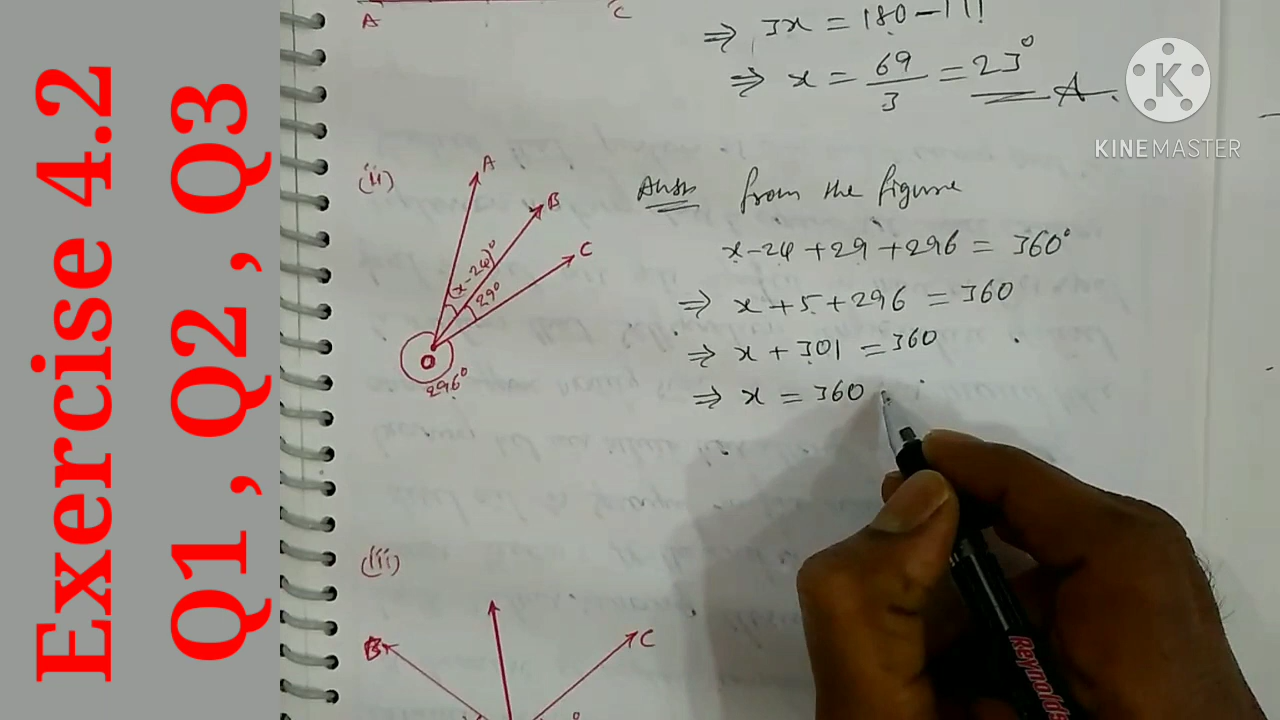 Exercise 4.2
Q1, Q2, Q3
A C
⇒ 3x = 180 - 111
⇒ x = 69/3 = 23° A.
KINEMASTER
(ii)
A
B
C
(x-24)°
29°
O
296°
Ans from the figure
x-24+29+296 = 360°
⇒ x+5+296 = 360
⇒ x + 301 = 360
⇒ x = 360
(iii)
B
C
keynoldS